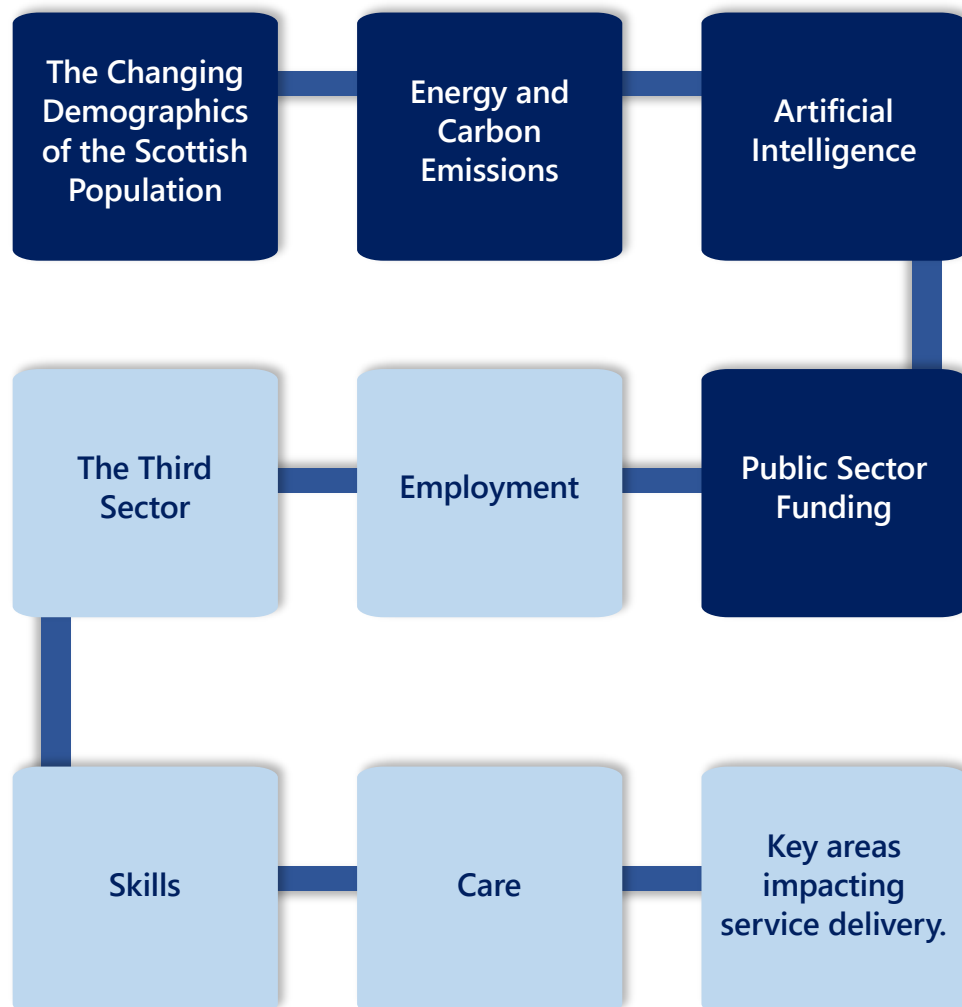 The Changing
Demographics
of the Scottish
Population
Energy and
Carbon
Emissions
Artificial
Intelligence
The Third
Sector
Employment
Public Sector
Funding
Skills
Care
Key areas
impacting
service delivery.